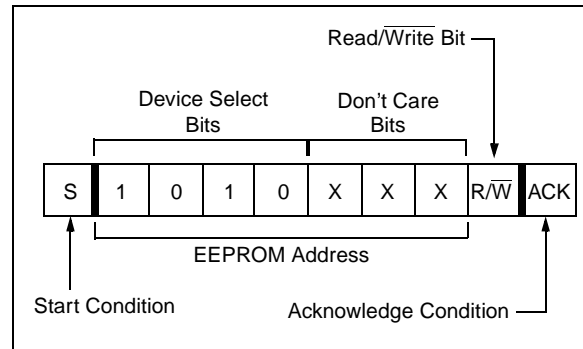 Read/Write Bit
Device Select
Bits
Don't Care
Bits
S 1 0 1 0 X X X R/W ACK
EEPROM Address
Start Condition
Acknowledge Condition